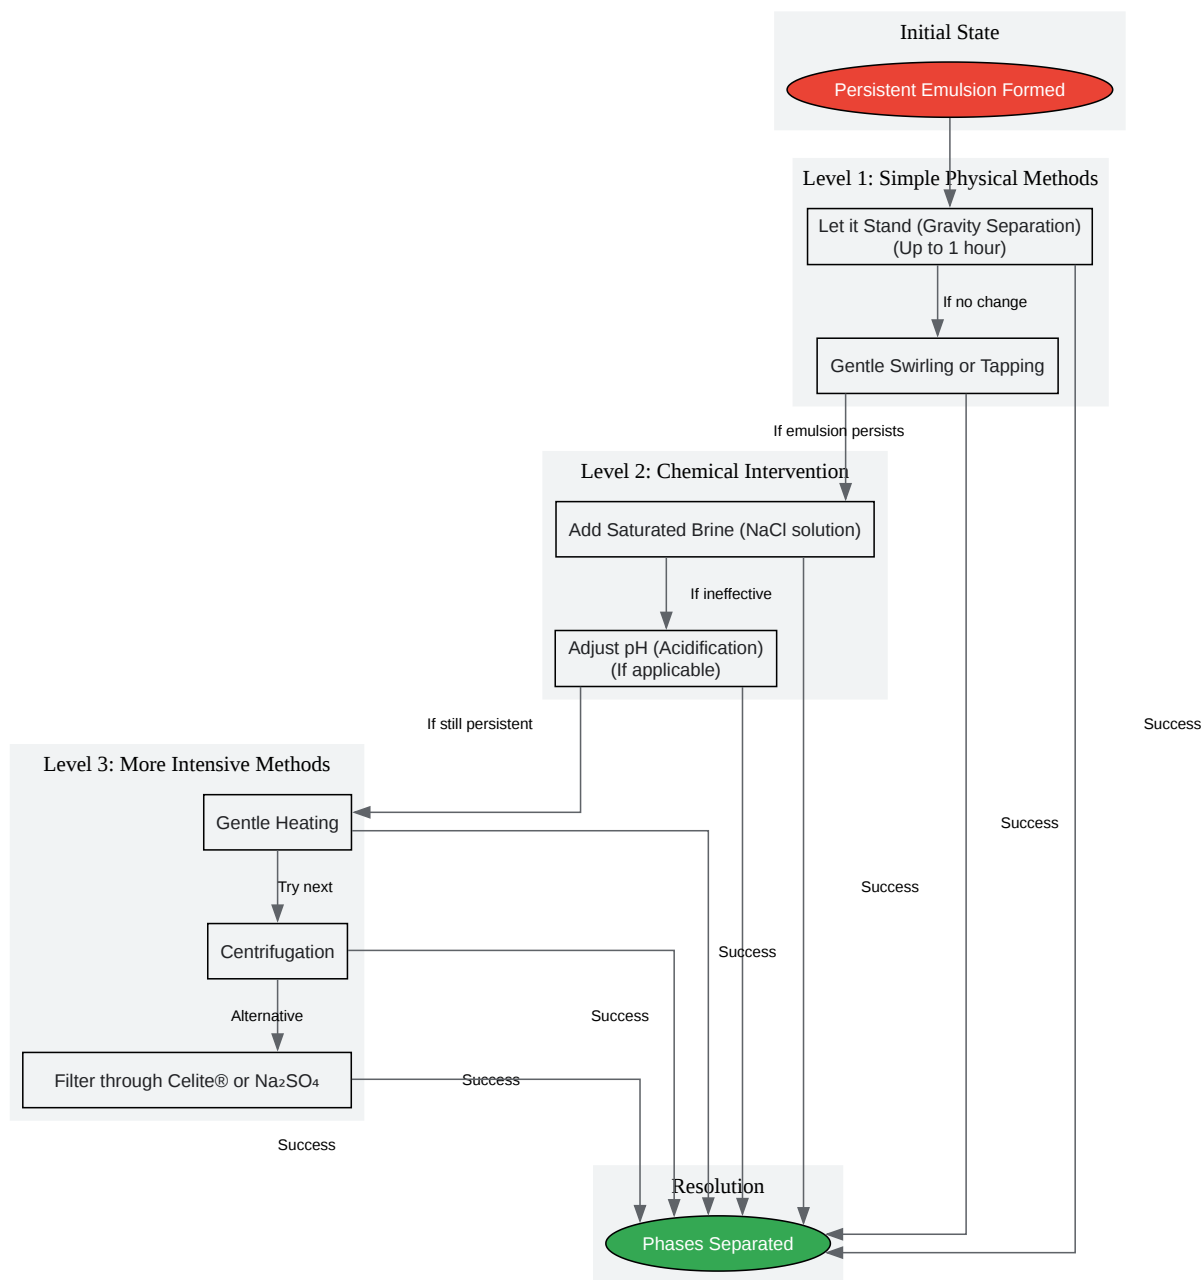 Initial State
Persistent Emulsion Formed
Level 1: Simple Physical Methods
Let it Stand (Gravity Separation)
(Up to 1 hour)
If no change
Gentle Swirling or Tapping
If emulsion persists
Level 2: Chemical Intervention
Add Saturated Brine (NaCl solution)
If ineffective
Adjust pH (Acidification)
(If applicable)
If still persistent
Success
Level 3: More Intensive Methods
Gentle Heating
Success
Try next
Success
Centrifugation
Success
Alternative
Success
Filter through Celite® or Na₂SO₄
Success
Success
Resolution
Phases Separated